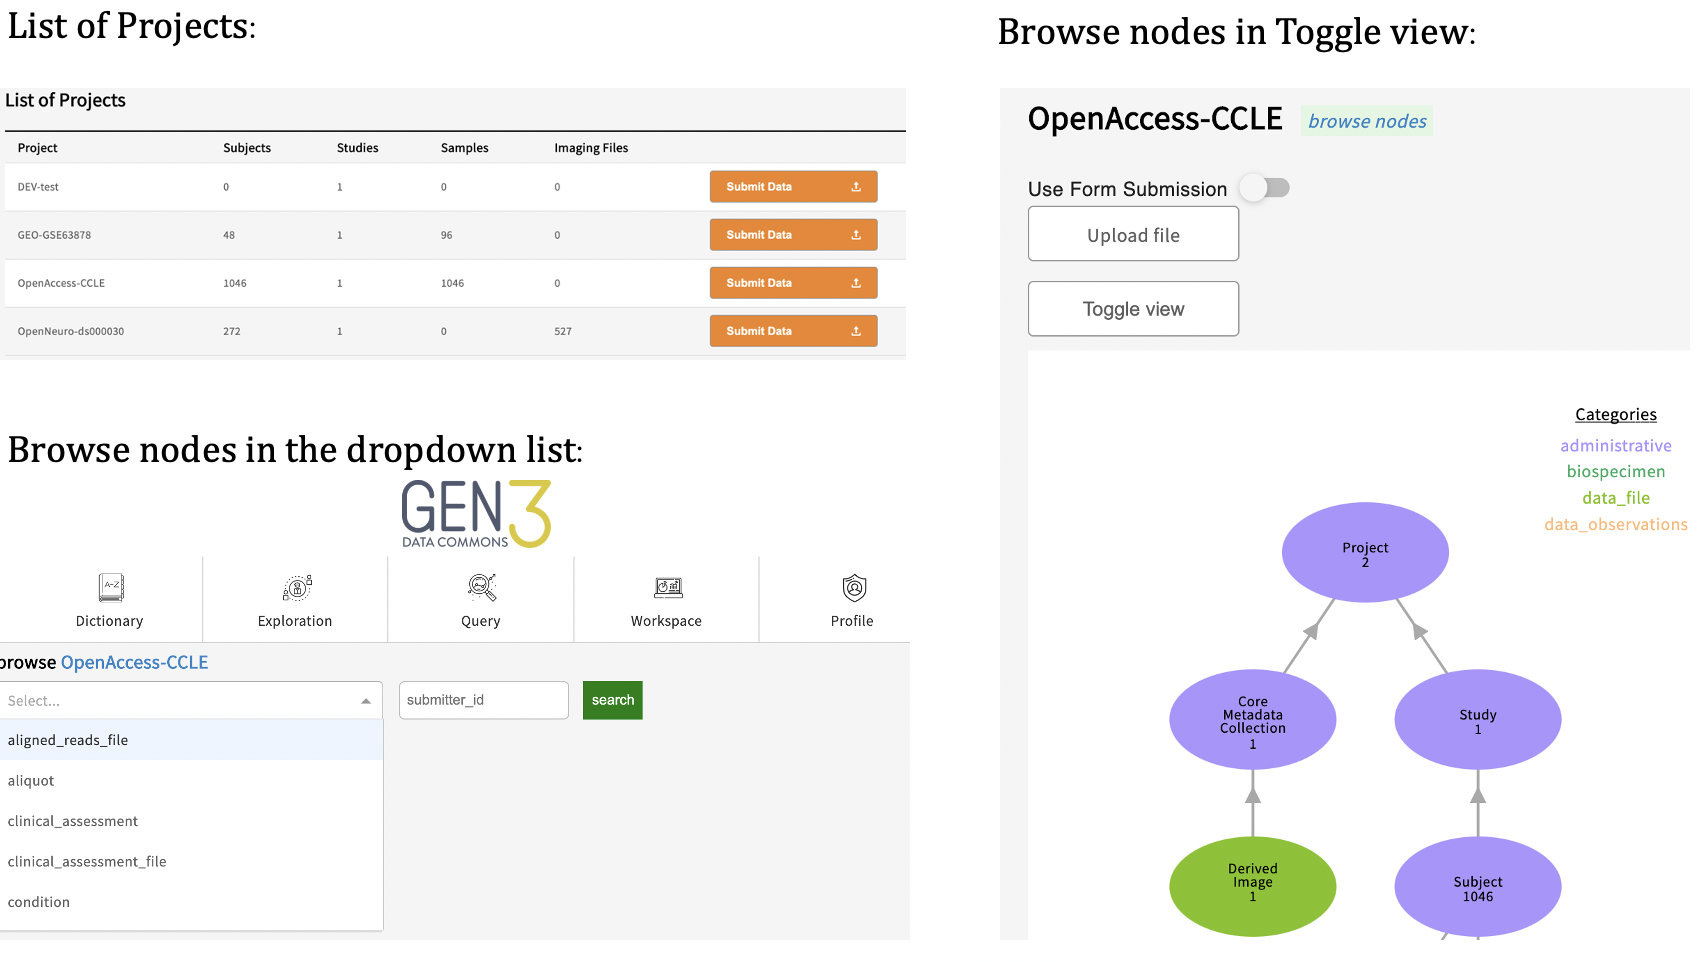 List of Projects:
List of Projects
Project Subjects Studies Samples Imaging Files
DEV-test 0 1 0 0 Submit Data
GEO-GSE63878 48 1 96 0 Submit Data
OpenAccess-CCLE 1046 1 1046 0 Submit Data
OpenNeuro-ds000030 272 1 0 527 Submit Data
Browse nodes in the dropdown list:
GEN3
DATA COMMONS
A-Z
Dictionary Exploration Query Workspace Profile
browse OpenAccess-CCLE
Select... submitter_id search
aligned_reads_file
aliquot
clinical_assessment
clinical_assessment_file
condition
Browse nodes in Toggle view:
OpenAccess-CCLE browse nodes
Use Form Submission
Upload file
Toggle view
Categories
administrative
biospecimen
data_file
data_observations
Project
2
Core
Metadata
Collection
1
Study
1
Derived
Image
1
Subject
1046